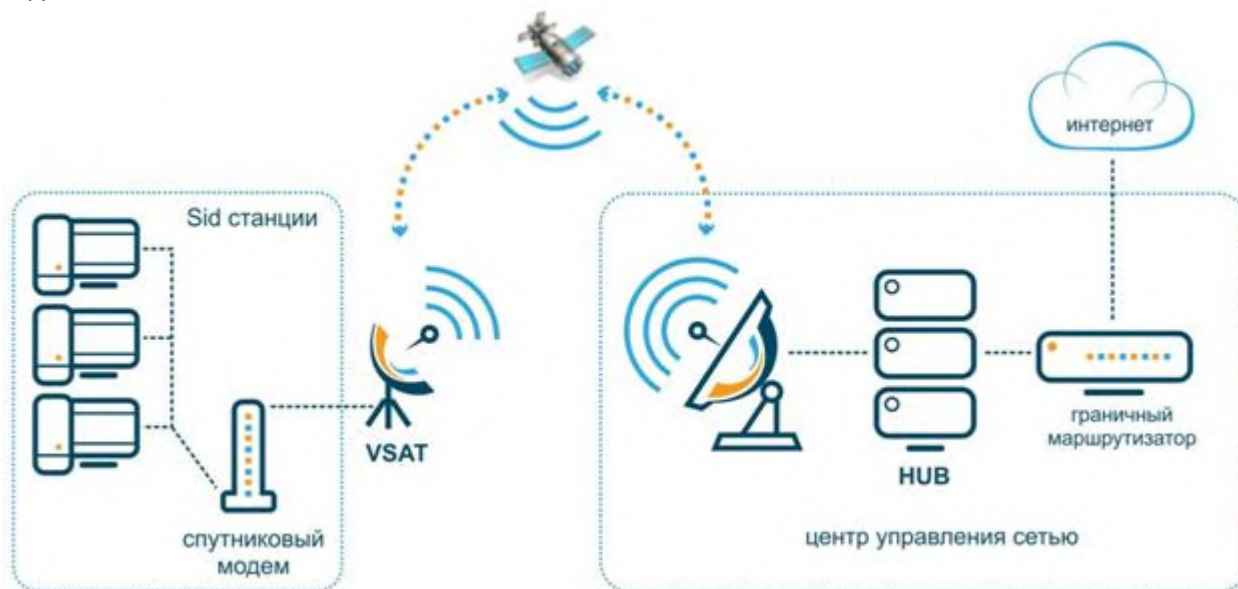 интернет
Sid станции
VSAT
граничный
маршрутизатор
HUB
спутниковый
модем
центр управления сетью